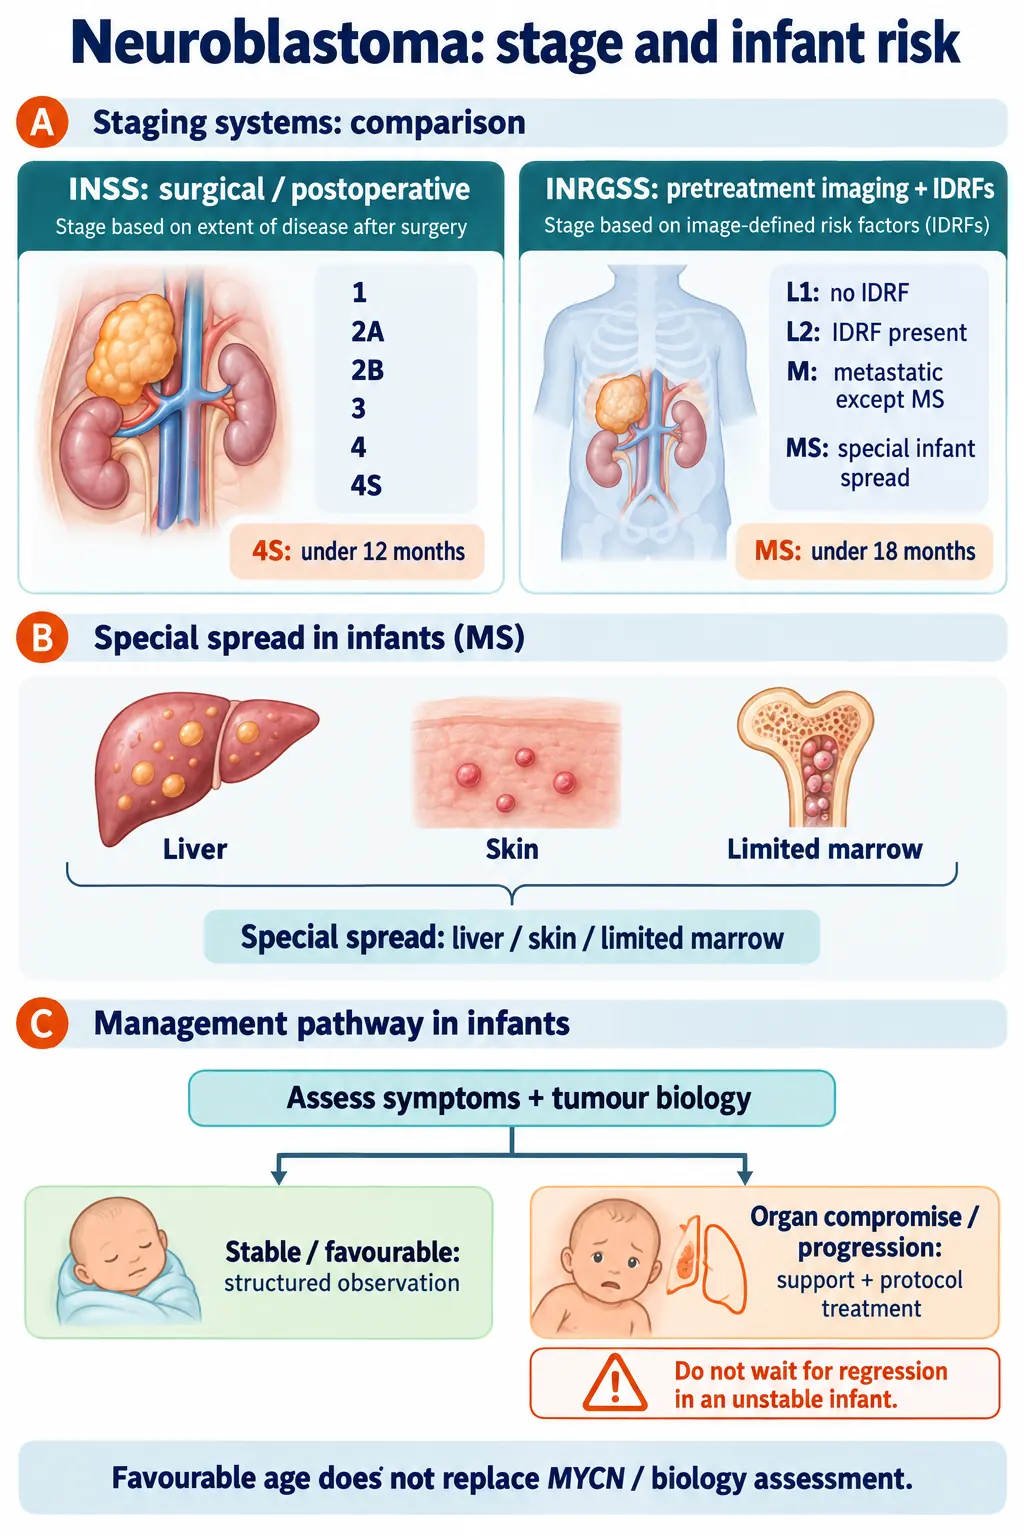 Neuroblastoma: stage and infant risk
A
Staging systems: comparison
INSS: surgical / postoperative
Stage based on extent of disease after surgery
1
2A
2B
3
4
4S
4S: under 12 months
INRGSS: pretreatment imaging + IDRFs
Stage based on image-defined risk factors (IDRFs)
L1: no IDRF
L2: IDRF present
M: metastatic
except MS
MS: special infant
spread
MS: under 18 months
B
Special spread in infants (MS)
Liver
Skin
Limited marrow
Special spread: liver / skin / limited marrow
C
Management pathway in infants
Assess symptoms + tumour biology
Stable / favourable:
structured observation
Organ compromise /
progression:
support + protocol
treatment
Do not wait for regression
in an unstable infant.
Favourable age does not replace MYCN / biology assessment.